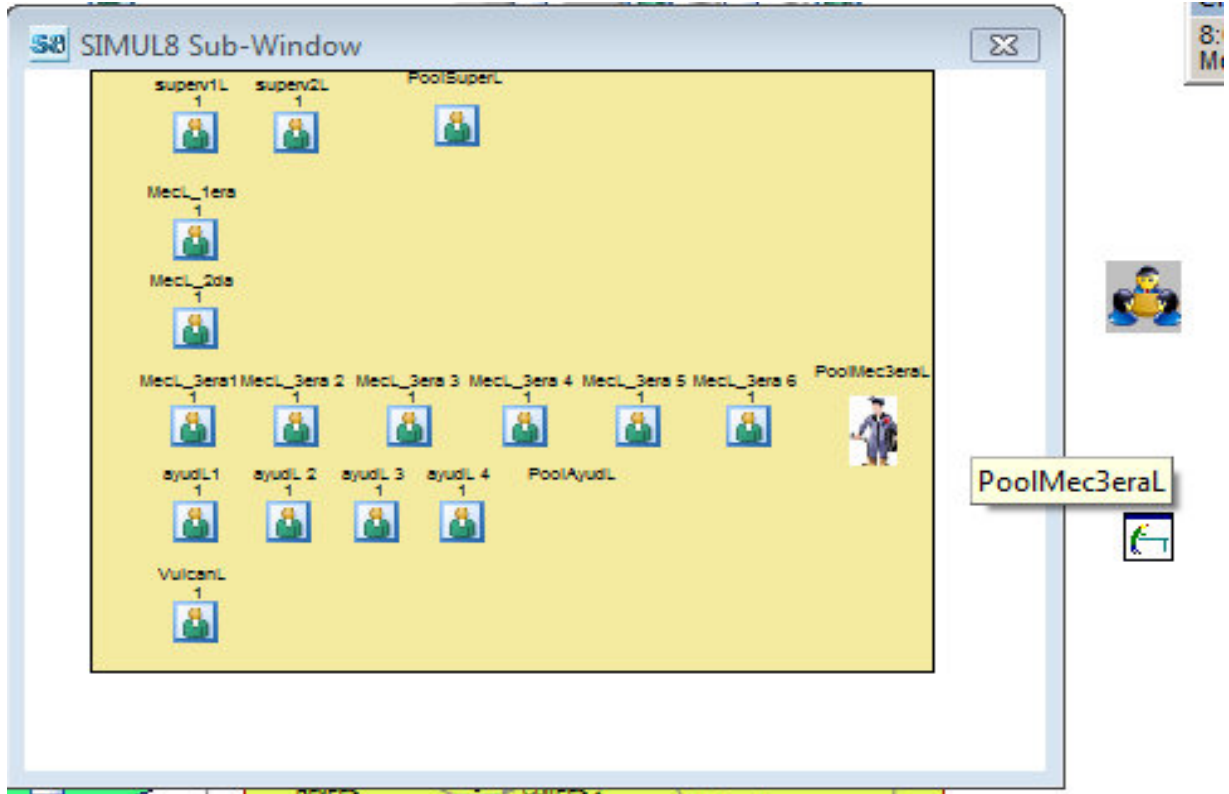 S8 SIMUL8 Sub-Window
superv1L superv2L PoolSuperL
1 1
MecL_1era
1
MecL_2da
1
MecL_3era1 MecL_3era 2 MecL_3era 3 MecL_3era 4 MecL_3era 5 MecL_3era 6 PoolMec3eraL
1 1 1 1 1 1
ayudL1 ayudL 2 ayudL 3 ayudL 4 PoolAyudL
1 1 1 1
PoolMec3eraL
VulcanL
1